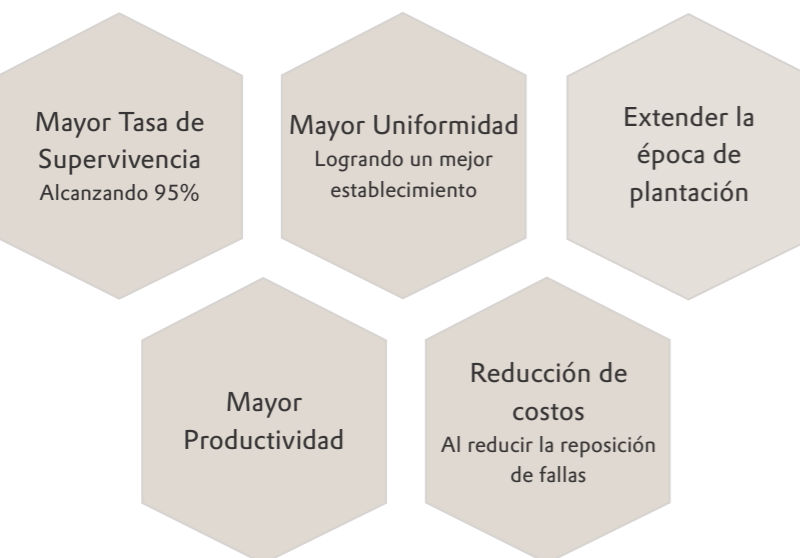 Mayor Tasa de
Supervivencia
Alcanzando 95%
Mayor Uniformidad
Logrando un mejor
establecimiento
Extender la
época de
plantación
Mayor
Productividad
Reducción de
costos
Al reducir la reposición
de fallas